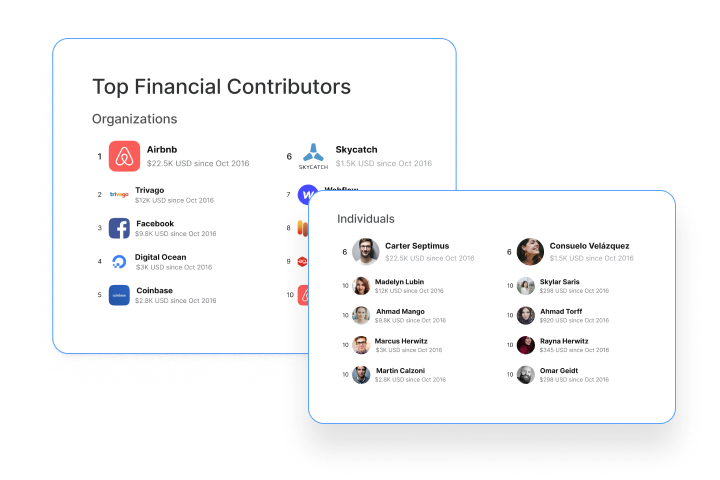 Top Financial Contributors
Organizations
1
Airbnb
$22.5K USD since Oct 2016
2
trivago
Trivago
$12K USD since Oct 2016
3
Facebook
$9.8K USD since Oct 2016
4
Digital Ocean
$3K USD since Oct 2016
5
coinbase
Coinbase
$2.8K USD since Oct 2016
6
SKYCATCH
Skycatch
$1.5K USD since Oct 2016
7
Webflow
8
9
10
Individuals
6
Carter Septimus
$22.5K USD since Oct 2016
10
Madelyn Lubin
$12K USD since Oct 2016
10
Ahmad Mango
$9.8K USD since Oct 2016
10
Marcus Herwitz
$3K USD since Oct 2016
10
Martin Calzoni
$2.8K USD since Oct 2016
6
Consuelo Velázquez
$1.5K USD since Oct 2016
10
Skylar Saris
$298 USD since Oct 2016
10
Ahmad Torff
$920 USD since Oct 2016
10
Rayna Herwitz
$345 USD since Oct 2016
10
Omar Geidt
$298 USD since Oct 2016